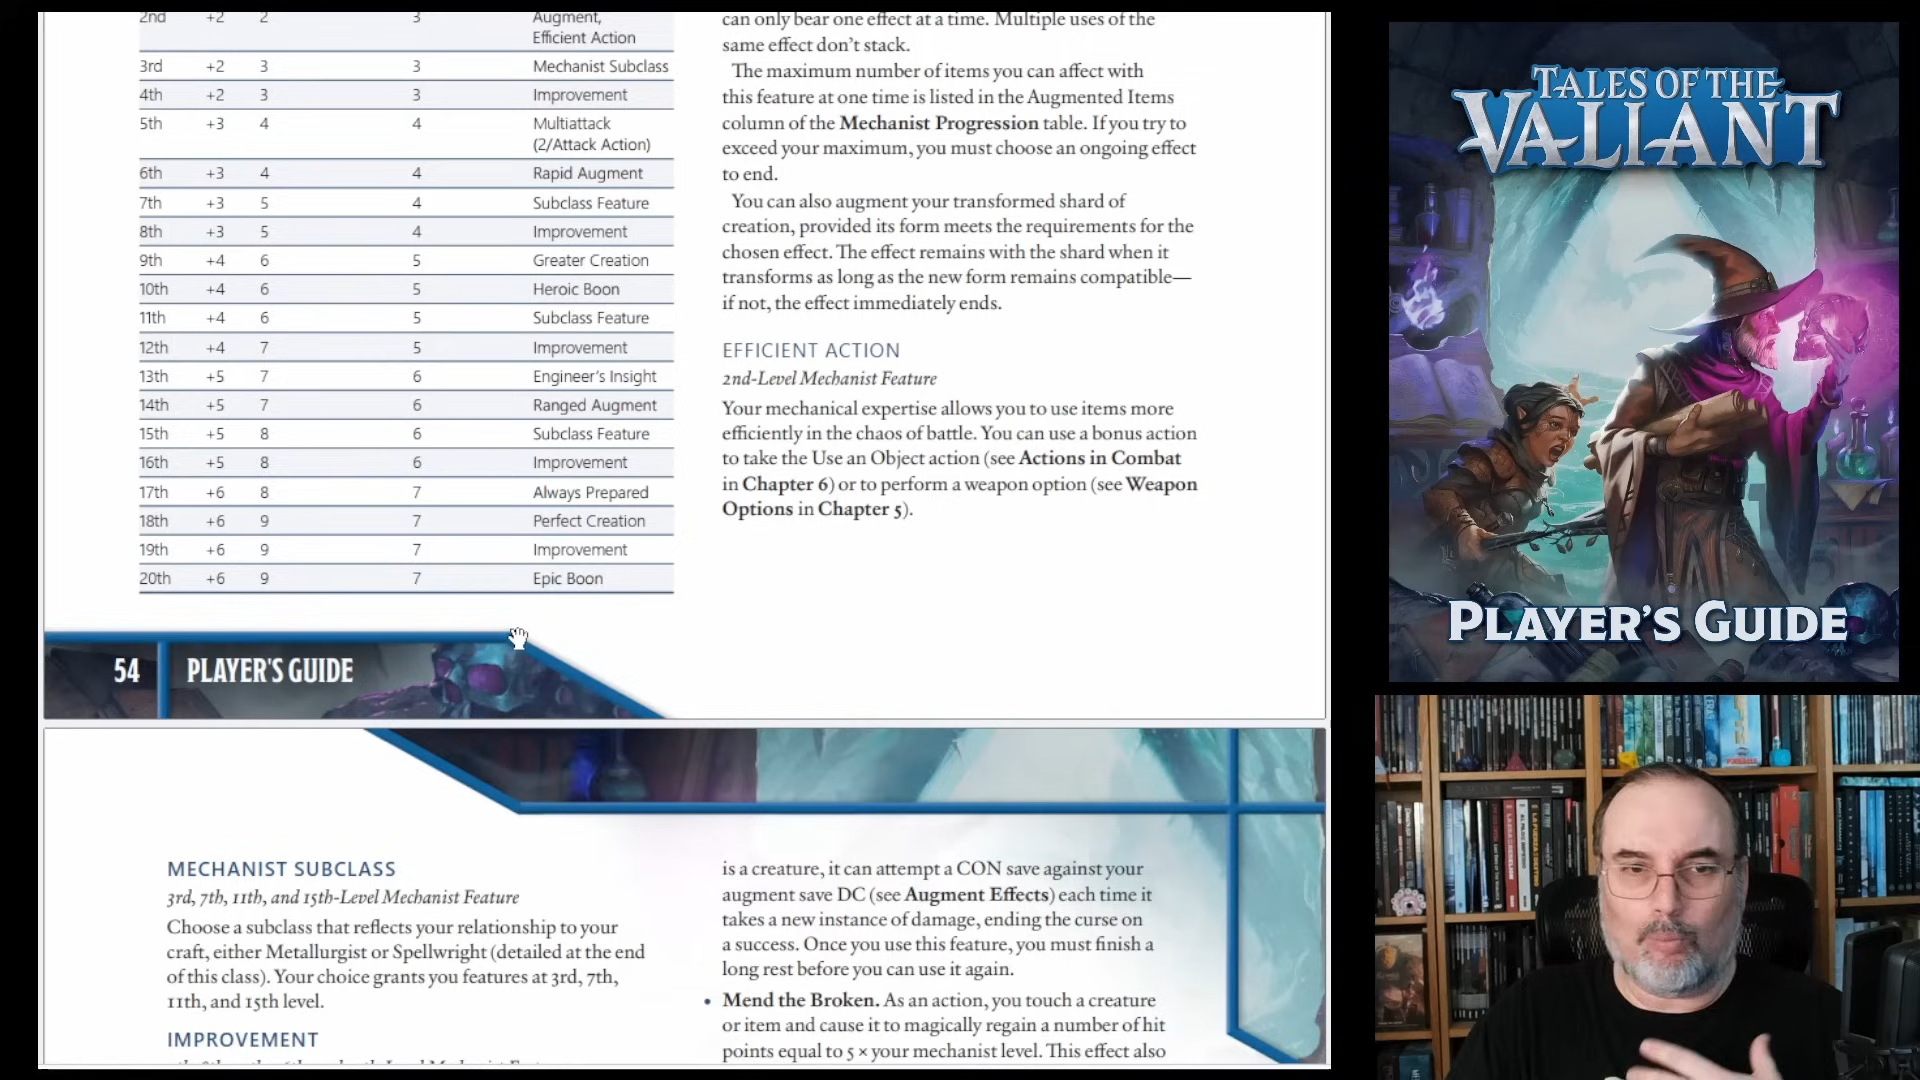 2nd +2 2 3 Augment,
Efficient Action
3rd +2 3 3 Mechanist Subclass
4th +2 3 3 Improvement
5th +3 4 4 Multiattack
(2/Attack Action)
6th +3 4 4 Rapid Augment
7th +3 5 4 Subclass Feature
8th +3 5 4 Improvement
9th +4 6 5 Greater Creation
10th +4 6 5 Heroic Boon
11th +4 6 5 Subclass Feature
12th +4 7 5 Improvement
13th +5 7 6 Engineer's Insight
14th +5 7 6 Ranged Augment
15th +5 8 6 Subclass Feature
16th +5 8 6 Improvement
17th +6 8 7 Always Prepared
18th +6 9 7 Perfect Creation
19th +6 9 7 Improvement
20th +6 9 7 Epic Boon
can only bear one effect at a time. Multiple uses of the
same effect don't stack.
The maximum number of items you can affect with
this feature at one time is listed in the Augmented Items
column of the Mechanist Progression table. If you try to
exceed your maximum, you must choose an ongoing effect
to end.
You can also augment your transformed shard of
creation, provided its form meets the requirements for the
chosen effect. The effect remains with the shard when it
transforms as long as the new form remains compatible—
if not, the effect immediately ends.
EFFICIENT ACTION
2nd-Level Mechanist Feature
Your mechanical expertise allows you to use items more
efficiently in the chaos of battle. You can use a bonus action
to take the Use an Object action (see Actions in Combat
in Chapter 6) or to perform a weapon option (see Weapon
Options in Chapter 5).
54 PLAYER'S GUIDE
MECHANIST SUBCLASS
3rd, 7th, 11th, and 15th-Level Mechanist Feature
Choose a subclass that reflects your relationship to your
craft, either Metallurgist or Spellwright (detailed at the end
of this class). Your choice grants you features at 3rd, 7th,
11th, and 15th level.
IMPROVEMENT
is a creature, it can attempt a CON save against your
augment save DC (see Augment Effects) each time it
takes a new instance of damage, ending the curse on
a success. Once you use this feature, you must finish a
long rest before you can use it again.
• Mend the Broken. As an action, you touch a creature
or item and cause it to magically regain a number of hit
points equal to 5 × your mechanist level. This effect also
TALES OF THE
VALIANT
PLAYER'S GUIDE